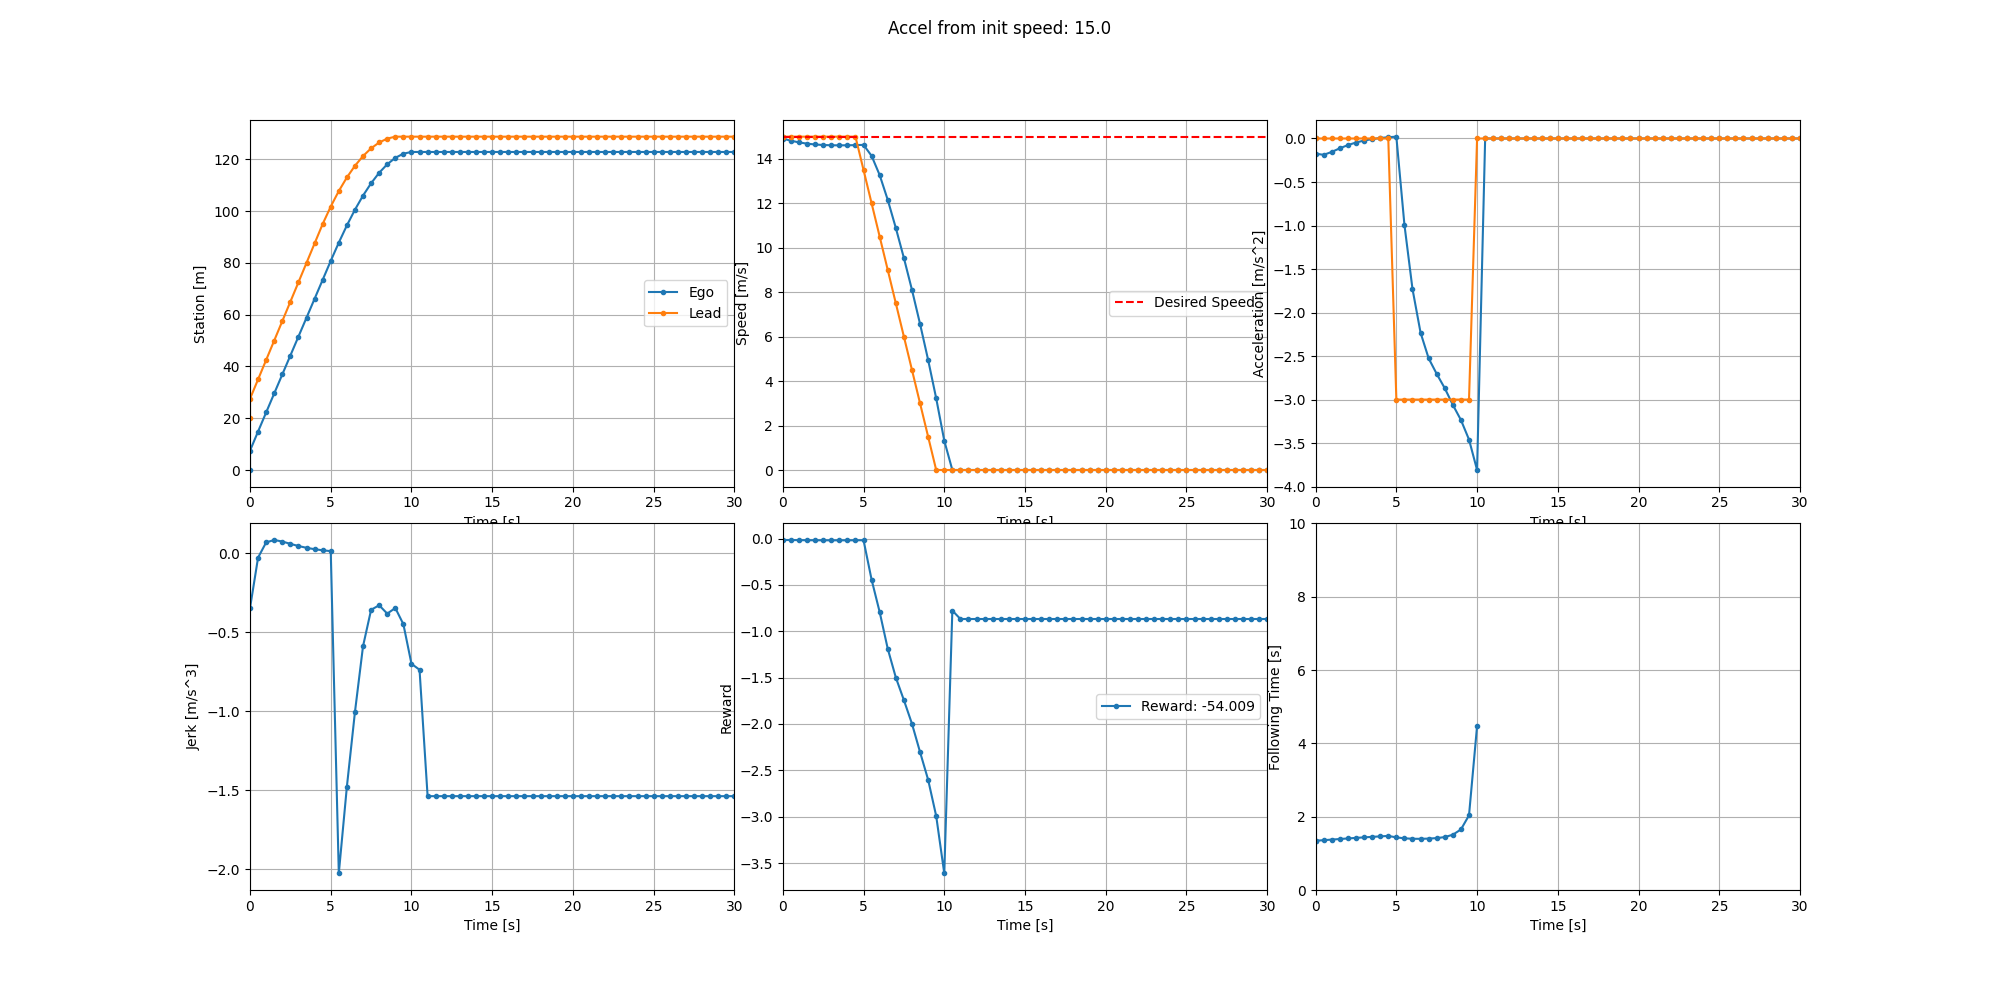 Accel from init speed: 15.0
Station [m]
120
100
80
60
40
20
0
Ego
Lead
0 5 10 15 20 25 30
Time [s]
Speed [m/s]
14
12
10
8
6
4
2
0
Desired Speed
0 5 10 15 20 25 30
Time [s]
Acceleration [m/s^2]
0.0
−0.5
−1.0
−1.5
−2.0
−2.5
−3.0
−3.5
−4.0
0 5 10 15 20 25 30
Time [s]
Jerk [m/s^3]
0.0
−0.5
−1.0
−1.5
−2.0
0 5 10 15 20 25 30
Time [s]
Reward
0.0
−0.5
−1.0
−1.5
−2.0
−2.5
−3.0
−3.5
Reward: -54.009
0 5 10 15 20 25 30
Time [s]
Following Time [s]
10
8
6
4
2
0
0 5 10 15 20 25 30
Time [s]